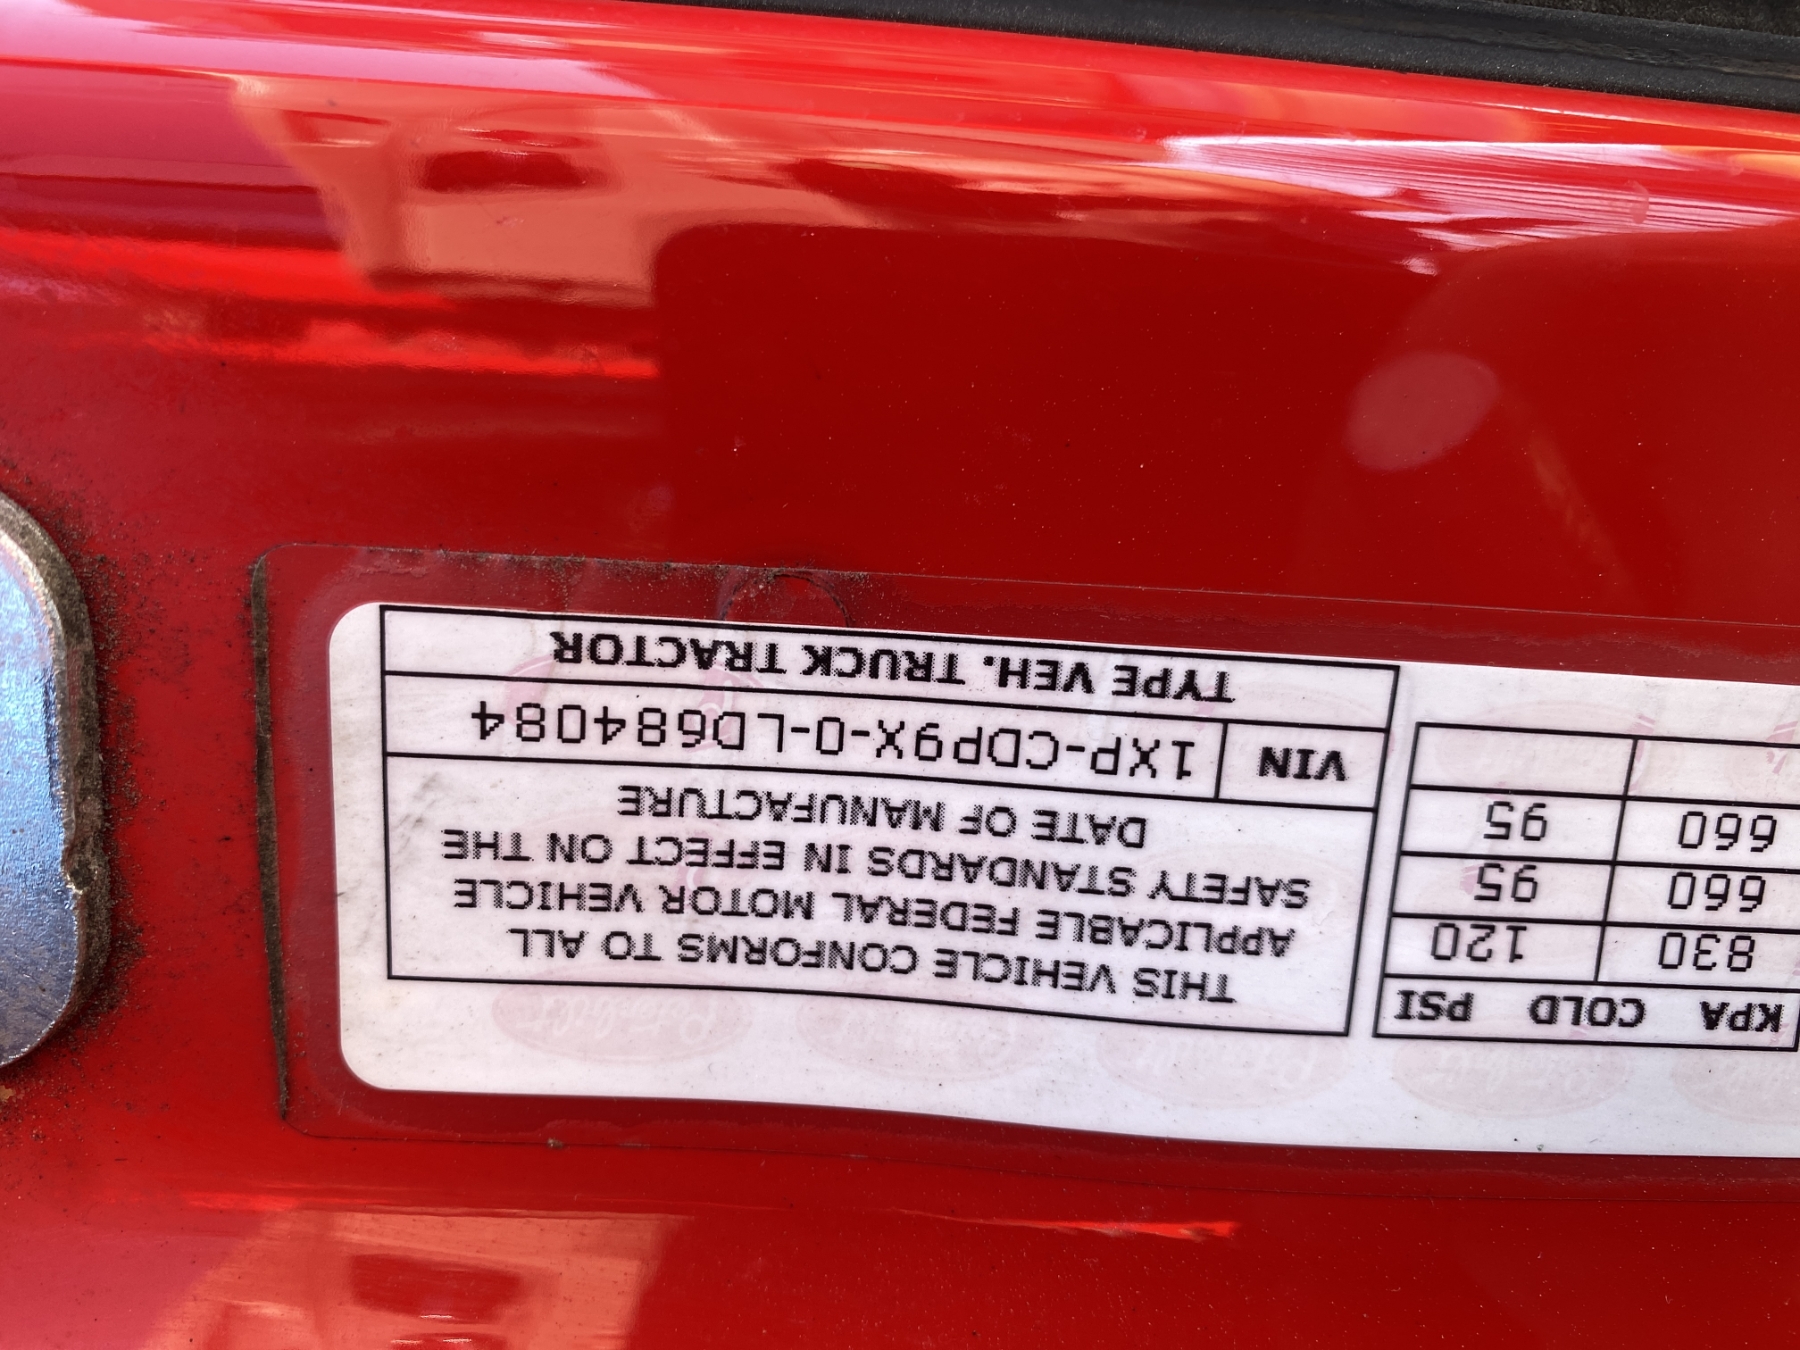 KPA COLD PSI
830 120
660 95
660 95
THIS VEHICLE CONFORMS TO ALL
APPLICABLE FEDERAL MOTOR VEHICLE
SAFETY STANDARDS IN EFFECT ON THE
DATE OF MANUFACTURE
VIN 1XP-CDP9X-0-LD684084
TYPE VEH. TRUCK TRACTOR